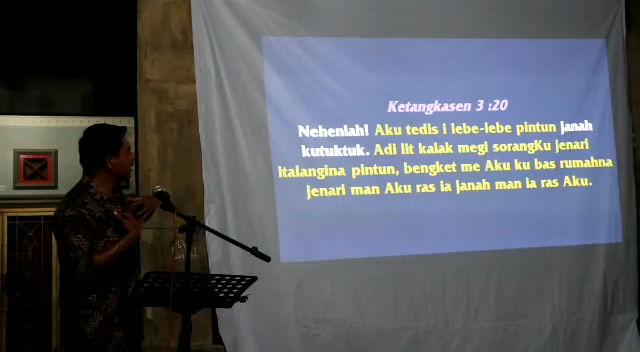 Ketangkasen 3 :20
Nehenlah! Aku tedis i lebe-lebe pintun janah
kutuktuk. Adi lit kalak megi sorangKu jenari
italangina pintun, bengket me Aku ku bas rumahna
jenari man Aku ras ia janah man ia ras Aku.